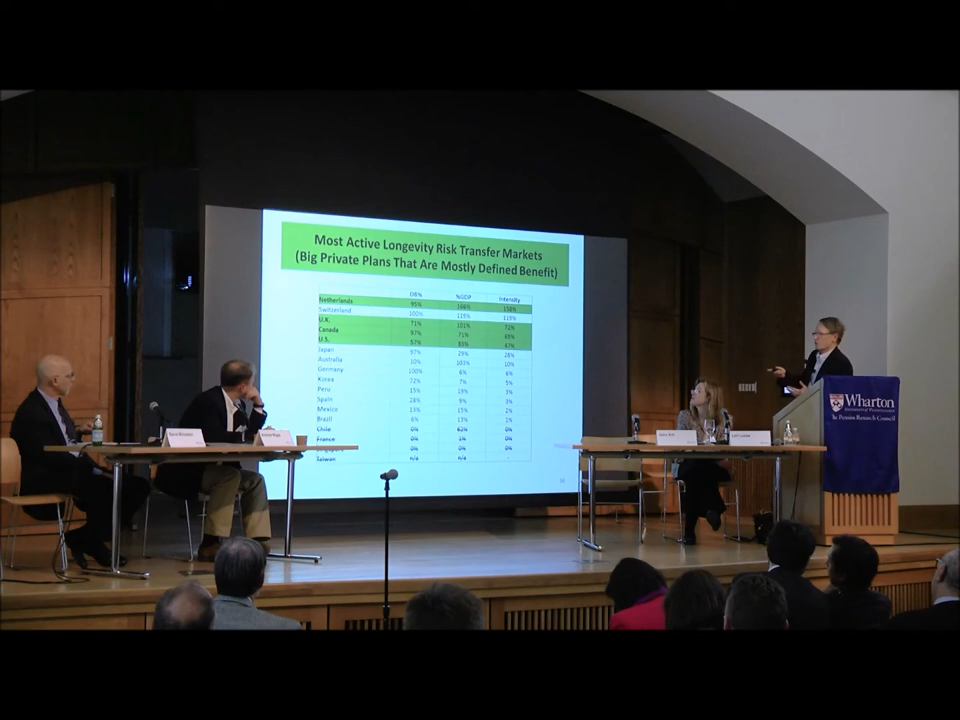 Most Active Longevity Risk Transfer Markets
(Big Private Plans That Are Mostly Defined Benefit)
DB% %GDP Intensity
Netherlands 95% 166% 158%
Switzerland 100% 119% 119%
U.K. 71% 101% 72%
Canada 97% 71% 69%
U.S. 57% 83% 47%
Japan 97% 29% 28%
Australia 10% 103% 10%
Germany 100% 6% 6%
Korea 72% 7% 5%
Peru 15% 19% 3%
Spain 28% 9% 3%
Mexico 13% 15% 2%
Brazil 6% 13% 1%
Chile 0% 62% 0%
France 0% 1% 0%
0% 0% 0%
Taiwan n/a n/a -
Wharton
The Pension Research Council